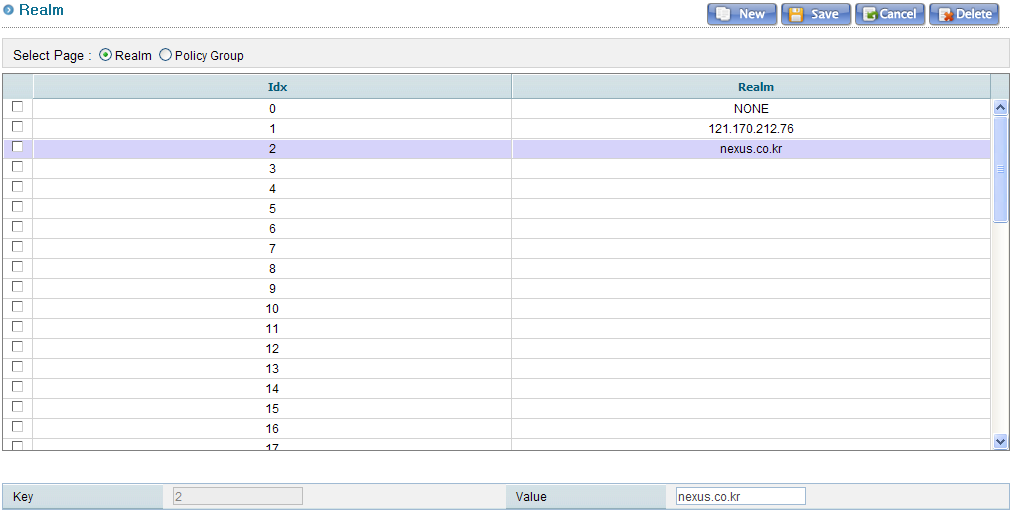 Realm
New Save Cancel Delete
Select Page : Realm Policy Group
Idx Realm
0 NONE
1 121.170.212.76
2 nexus.co.kr
3
4
5
6
7
8
9
10
11
12
13
14
15
16
17
Key 2 Value nexus.co.kr